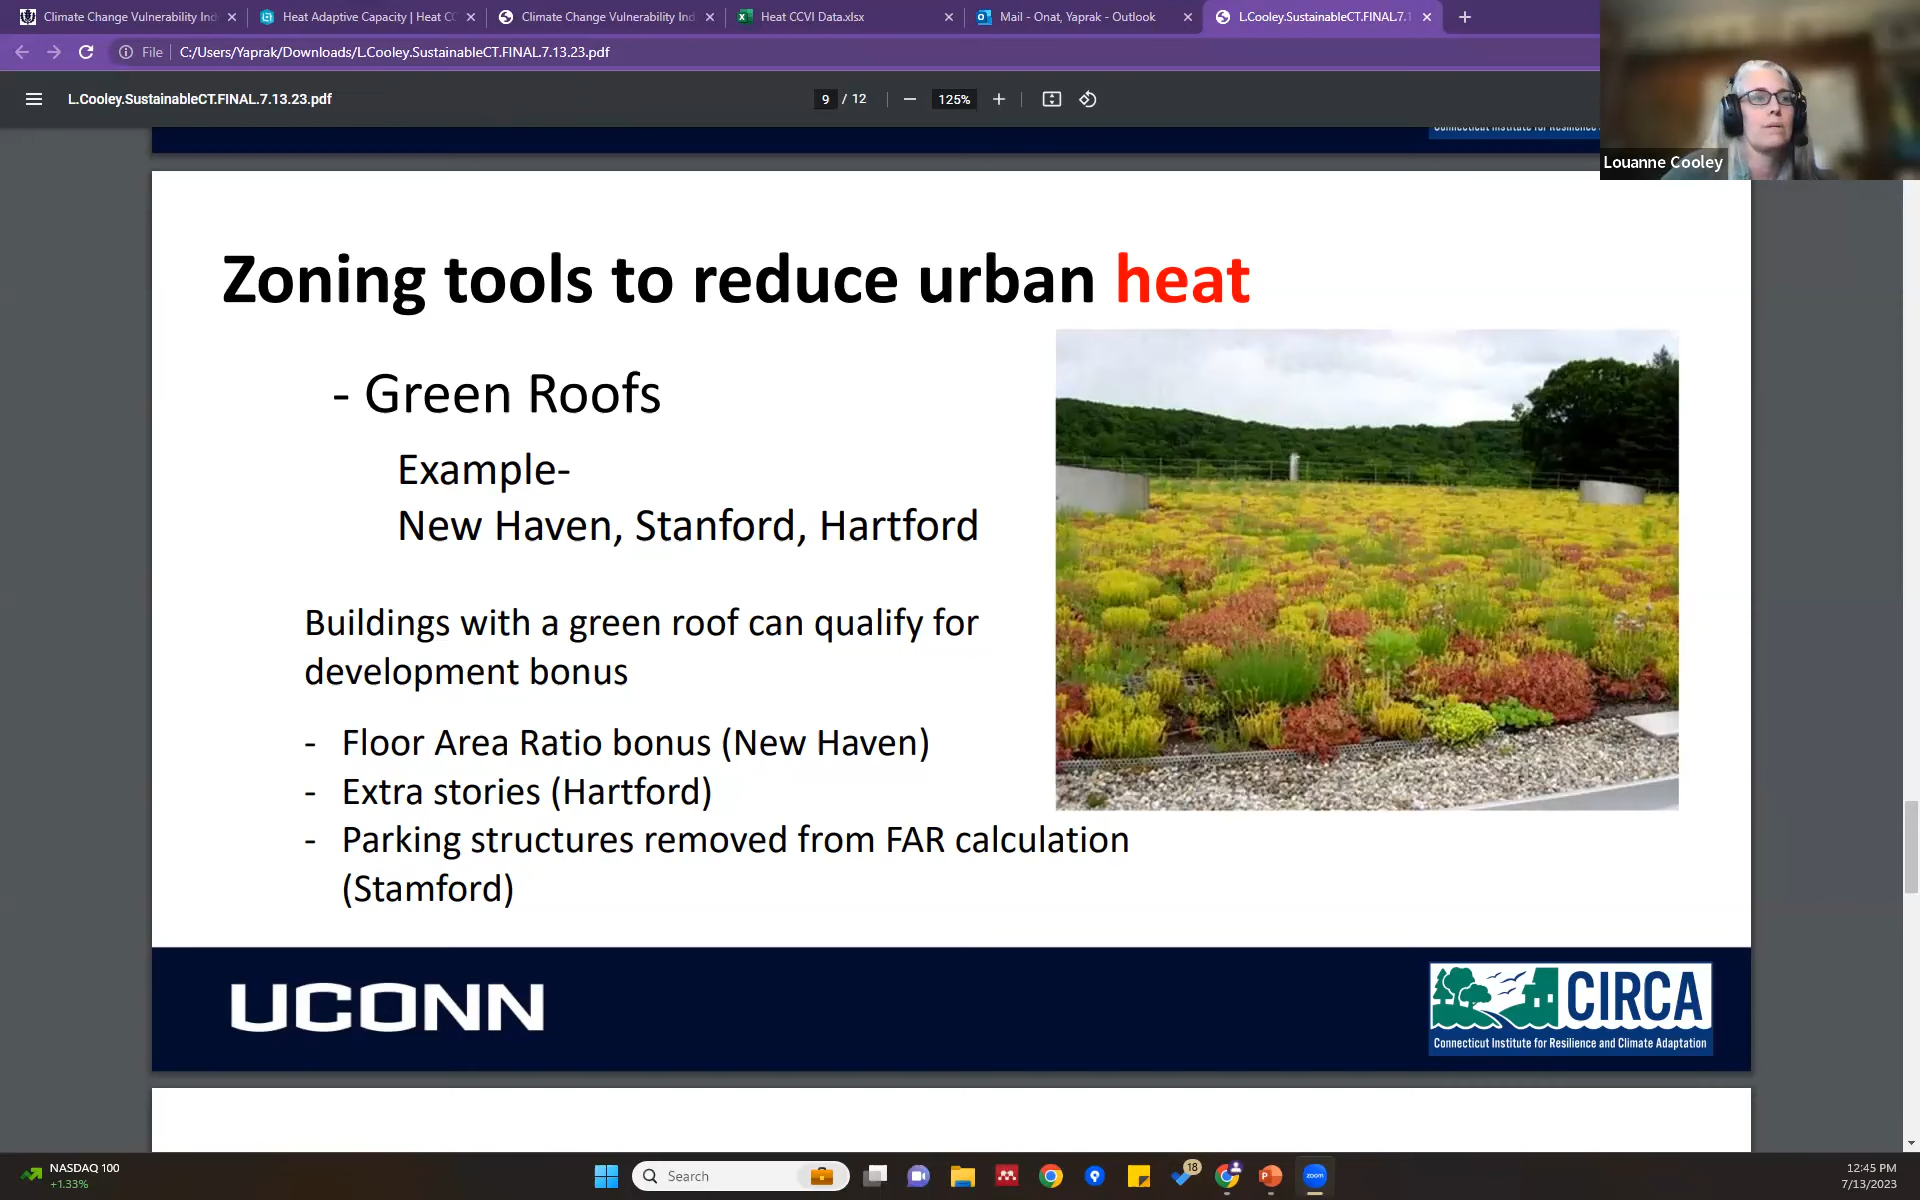 Climate Change Vulnerability Ind
Heat Adaptive Capacity | Heat CC
Climate Change Vulnerability Ind
Heat CCVI Data.xlsx
Mail - Onat, Yaprak - Outlook
L.Cooley.SustainableCT.FINAL.7.1
File
C:/Users/Yaprak/Downloads/L.Cooley.SustainableCT.FINAL.7.13.23.pdf
L.Cooley.SustainableCT.FINAL.7.13.23.pdf
9 / 12
125%
Louanne Cooley
Zoning tools to reduce urban heat
- Green Roofs
Example-
New Haven, Stanford, Hartford
Buildings with a green roof can qualify for
development bonus
- Floor Area Ratio bonus (New Haven)
- Extra stories (Hartford)
- Parking structures removed from FAR calculation
(Stamford)
UCONN
CIRCA
Connecticut Institute for Resilience and Climate Adaptation
NASDAQ 100
+1.33%
Search
18
zoom
12:45 PM
7/13/2023